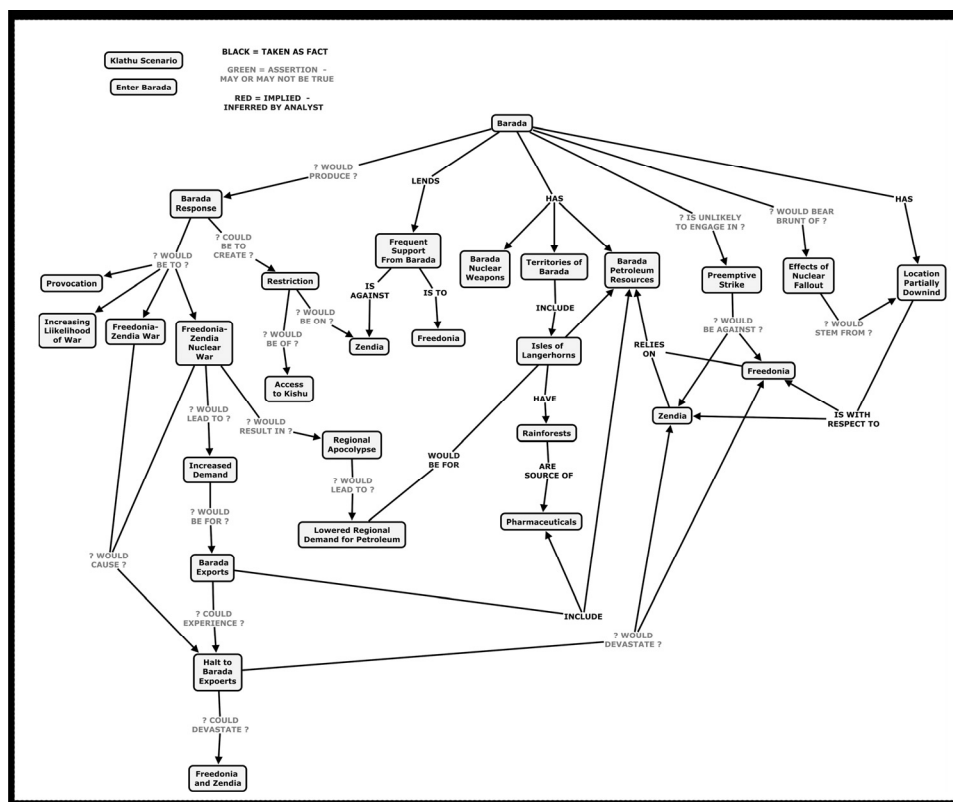 Klathu Scenario
Enter Barada
BLACK = TAKEN AS FACT
GREEN = ASSERTION -
MAY OR MAY NOT BE TRUE
RED = IMPLIED -
INFERRED BY ANALYST
Barada
? WOULD
PRODUCE ?
LENDS
HAS
? IS UNLIKELY
TO ENGAGE IN ?
? WOULD BEAR
BRUNT OF ?
HAS
Barada
Response
? COULD
BE TO
CREATE ?
? WOULD
BE TO ?
Frequent
Support
From Barada
Barada
Nuclear
Weapons
Territories of
Barada
Barada
Petroleum
Resources
Preemptive
Strike
Effects of
Nuclear
Fallout
Location
Partially
Downind
Provocation
Restriction
IS
AGAINST
IS TO
INCLUDE
Increasing
Liikelihood
of War
Freedonia-
Zendia War
Freedonia-
Zendia
Nuclear
War
? WOULD
BE ON ?
? WOULD
BE OF ?
Zendia
Freedonia
Isles of
Langerhorns
? WOULD
BE AGAINST ?
? WOULD
STEM FROM ?
RELIES
ON
Freedonia
Access
to Kishu
HAVE
Zendia
IS WITH
RESPECT TO
? WOULD
LEAD TO ?
? WOULD
RESULT IN ?
Regional
Apocolypse
Rainforests
WOULD
BE FOR
ARE
SOURCE OF
Increased
Demand
? WOULD
LEAD TO ?
? WOULD
BE FOR ?
Lowered Regional
Demand for Petroleum
Pharmaceuticals
? WOULD
CAUSE ?
Barada
Exports
? COULD
EXPERIENCE ?
INCLUDE
? WOULD
DEVASTATE ?
Halt to
Barada
Expoerts
? COULD
DEVASTATE ?
Freedonia
and Zendia